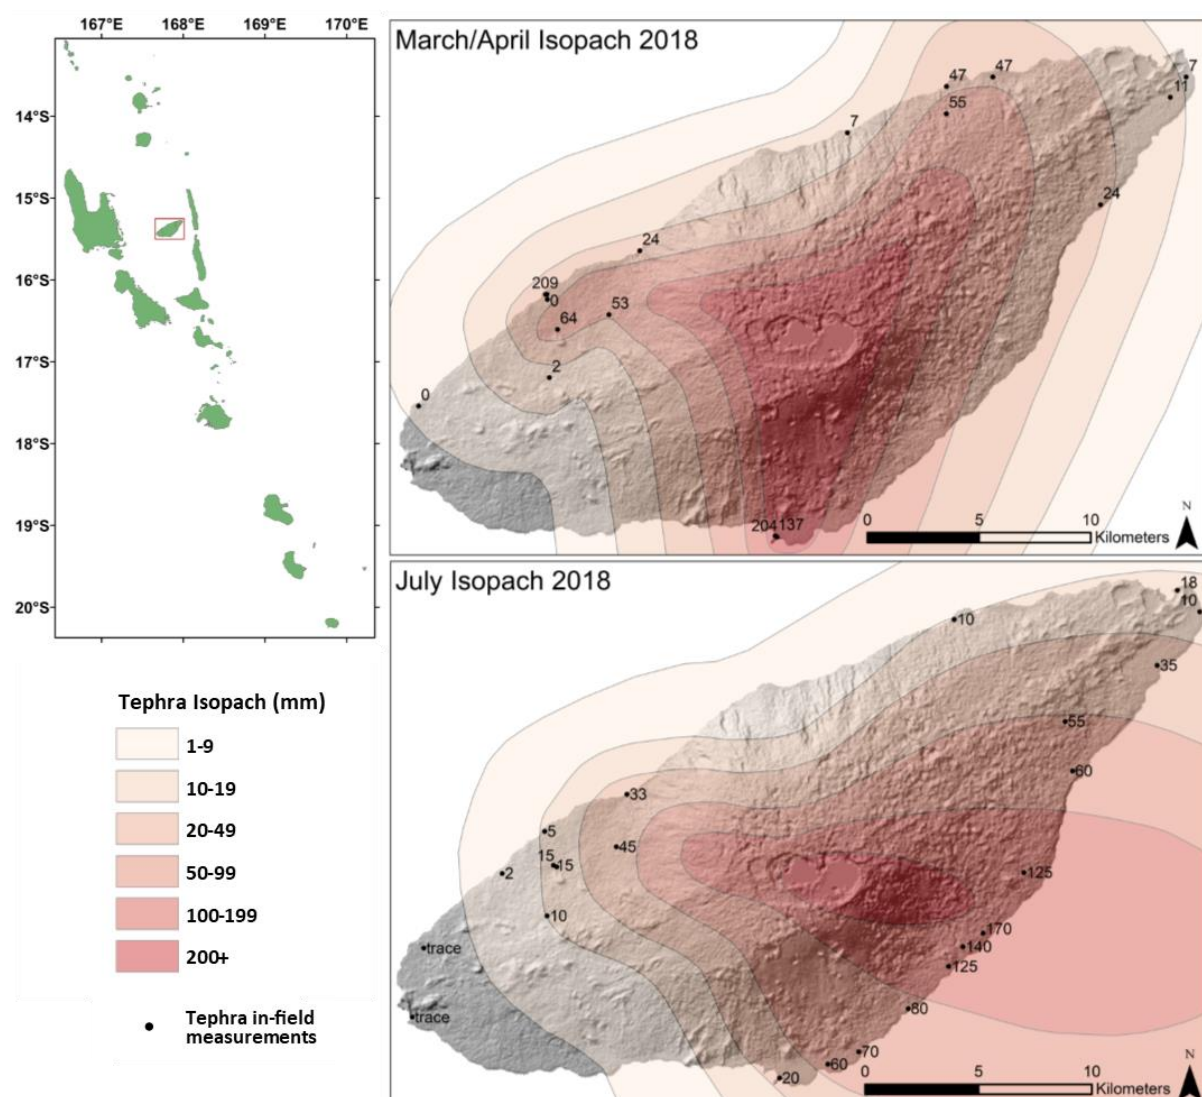 167°E 168°E 169°E 170°E
14°S
15°S
16°S
17°S
18°S
19°S
20°S
Tephra Isopach (mm)
1-9
10-19
20-49
50-99
100-199
200+
Tephra in-field
measurements
March/April Isopach 2018
47 47 7
11
55
7
24
24
209
0
53
64
2
0
204 137
0 5 10
Kilometers
N
July Isopach 2018
18
10
10
35
55
60
33
5
45
15 15
2
125
10
170
trace
140
125
80
trace
70
60
20
0 5 10
Kilometers
N